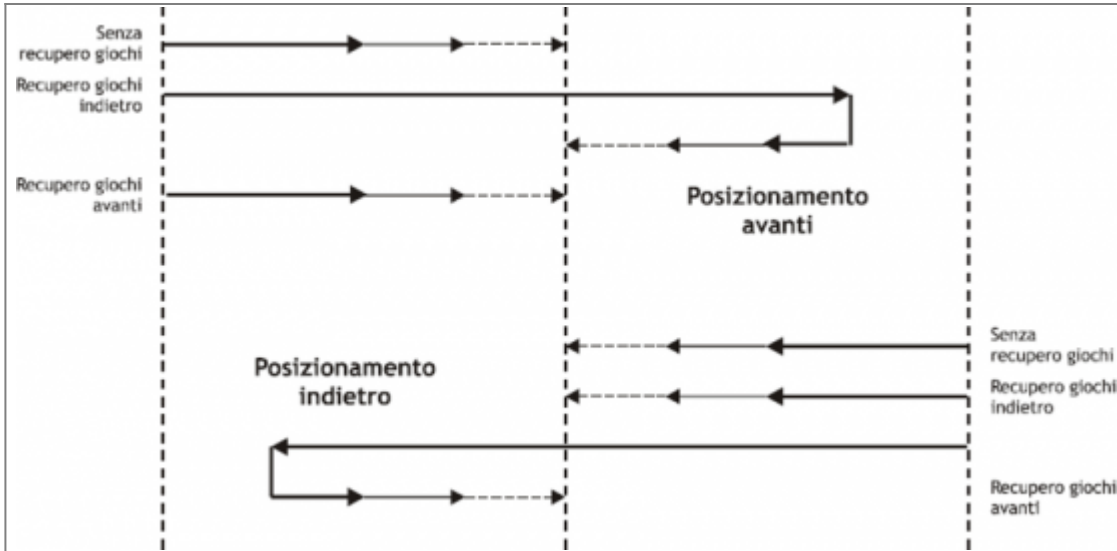 Senza
recupero giochi
Recupero giochi
indietro
Recupero giochi
avanti
Posizionamento
avanti
Posizionamento
indietro
Senza
recupero giochi
Recupero giochi
indietro
Recupero giochi
avanti